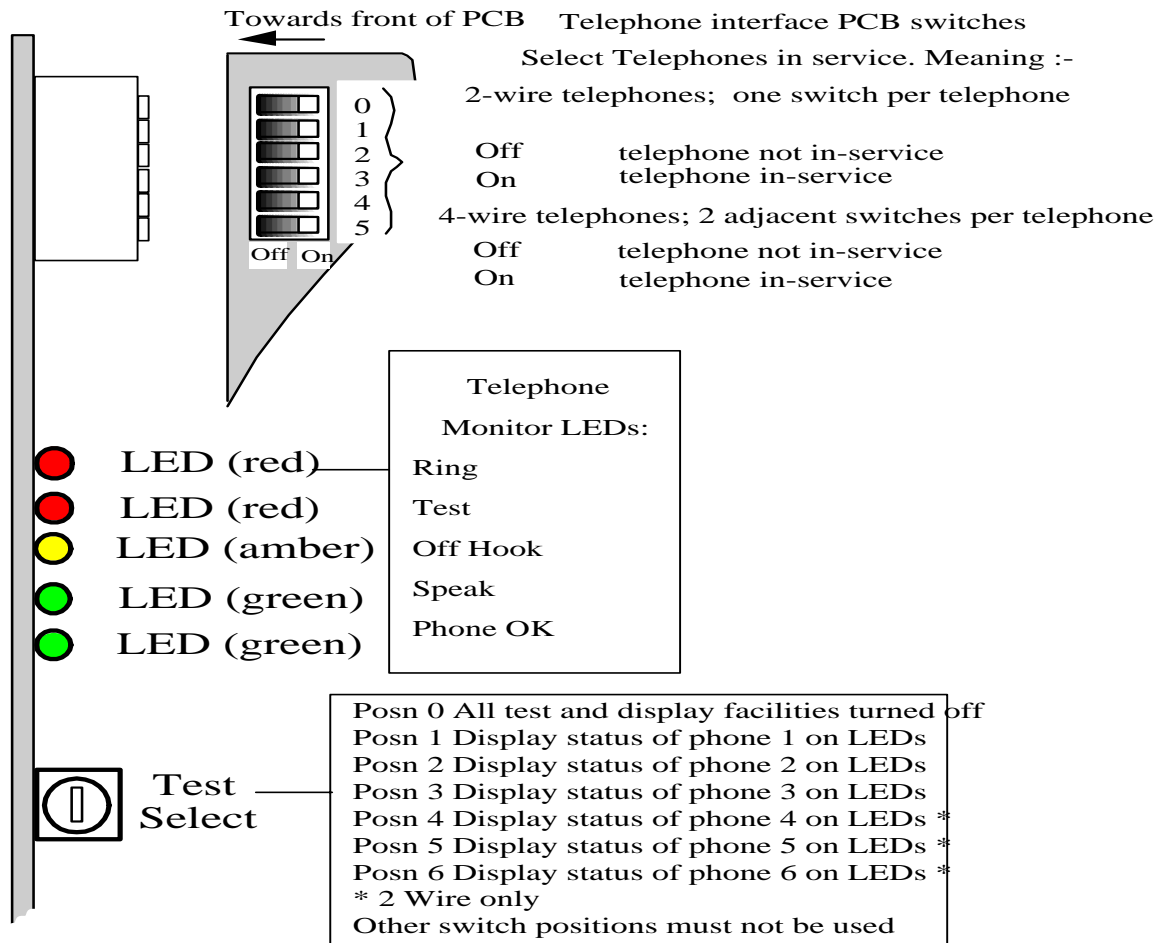 Towards front of PCB
Telephone interface PCB switches
Select Telephones in service. Meaning :-
2-wire telephones; one switch per telephone
0
1
2
3
4
5
Off telephone not in-service
On telephone in-service
4-wire telephones; 2 adjacent switches per telephone
Off On
Off telephone not in-service
On telephone in-service
Telephone
Monitor LEDs:
LED (red)
Ring
LED (red)
Test
LED (amber)
Off Hook
LED (green)
Speak
LED (green)
Phone OK
Test
Select
Posn 0 All test and display facilities turned off
Posn 1 Display status of phone 1 on LEDs
Posn 2 Display status of phone 2 on LEDs
Posn 3 Display status of phone 3 on LEDs
Posn 4 Display status of phone 4 on LEDs *
Posn 5 Display status of phone 5 on LEDs *
Posn 6 Display status of phone 6 on LEDs *
* 2 Wire only
Other switch positions must not be used